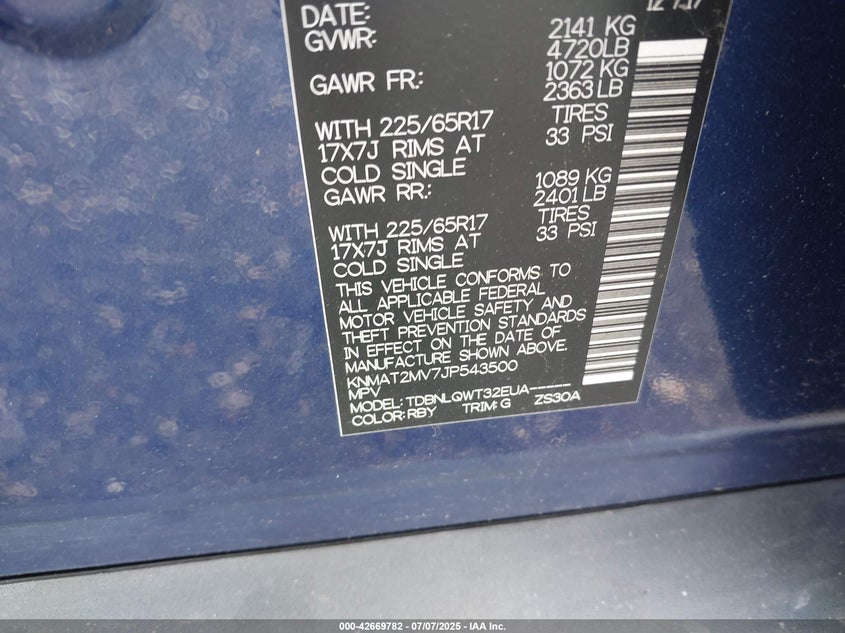 DATE: 12 / 17
GVWR: 2141 KG
4720LB
GAWR FR.: 1072 KG
2363 LB
WITH 225/65R17 TIRES
17X7J RIMS AT 33 PSI
COLD SINGLE
GAWR RR.: 1089 KG
2401 LB
WITH 225/65R17 TIRES
17X7J RIMS AT 33 PSI
COLD SINGLE
THIS VEHICLE CONFORMS TO
ALL APPLICABLE FEDERAL
MOTOR VEHICLE SAFETY AND
THEFT PREVENTION STANDARDS
IN EFFECT ON THE DATE OF
MANUFACTURE SHOWN ABOVE.
KNMAT2MV7JP543500
MPV
MODEL: TDBNLQWT32EUA-----
COLOR: RBY TRIM: G ZS30A
000-42669782 - 07/07/2025 - IAA Inc.